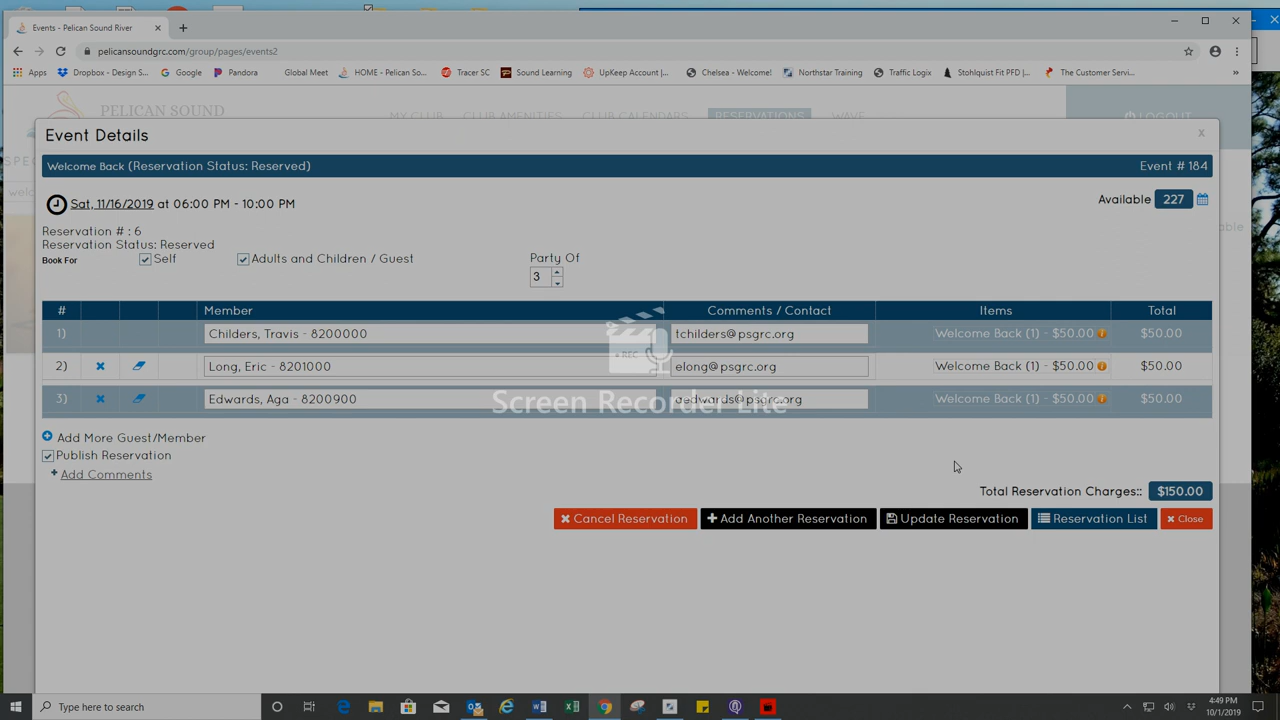 Events - Pelican Sound River
pelicansoundgrc.com/group/pages/events2
Apps Dropbox - Design S... Google Pandora Global Meet HOME - Pelican So... Tracer SC Sound Learning UpKeep Account |... Chelsea - Welcome! Northstar Training Traffic Logix Stohlquist Fit PFD |... The Customer Servi... »
PELICAN SOUND
MY CLUB CLUB AMENITIES CLUB CALENDARS RESERVATIONS WAVE LOGOUT
Event Details x
SPEC
Welcome Back (Reservation Status: Reserved) Event # 184
welc
Sat, 11/16/2019 at 06:00 PM - 10:00 PM Available 227
able
Reservation # : 6
Reservation Status: Reserved
Book For Self Adults and Children / Guest Party Of
3
# Member Comments / Contact Items Total
1) Childers, Travis - 8200000 tchilders@psgrc.org Welcome Back (1) - $50.00 $50.00
2) Long, Eric - 8201000 elong@psgrc.org Welcome Back (1) - $50.00 $50.00
3) Edwards, Aga - 8200900 aedwards@psgrc.org Welcome Back (1) - $50.00 $50.00
REC
Screen Recorder Lite
Add More Guest/Member
Publish Reservation
+ Add Comments
Total Reservation Charges:: $150.00
Cancel Reservation Add Another Reservation Update Reservation Reservation List Close
Type here to search
4:49 PM
10/1/2019